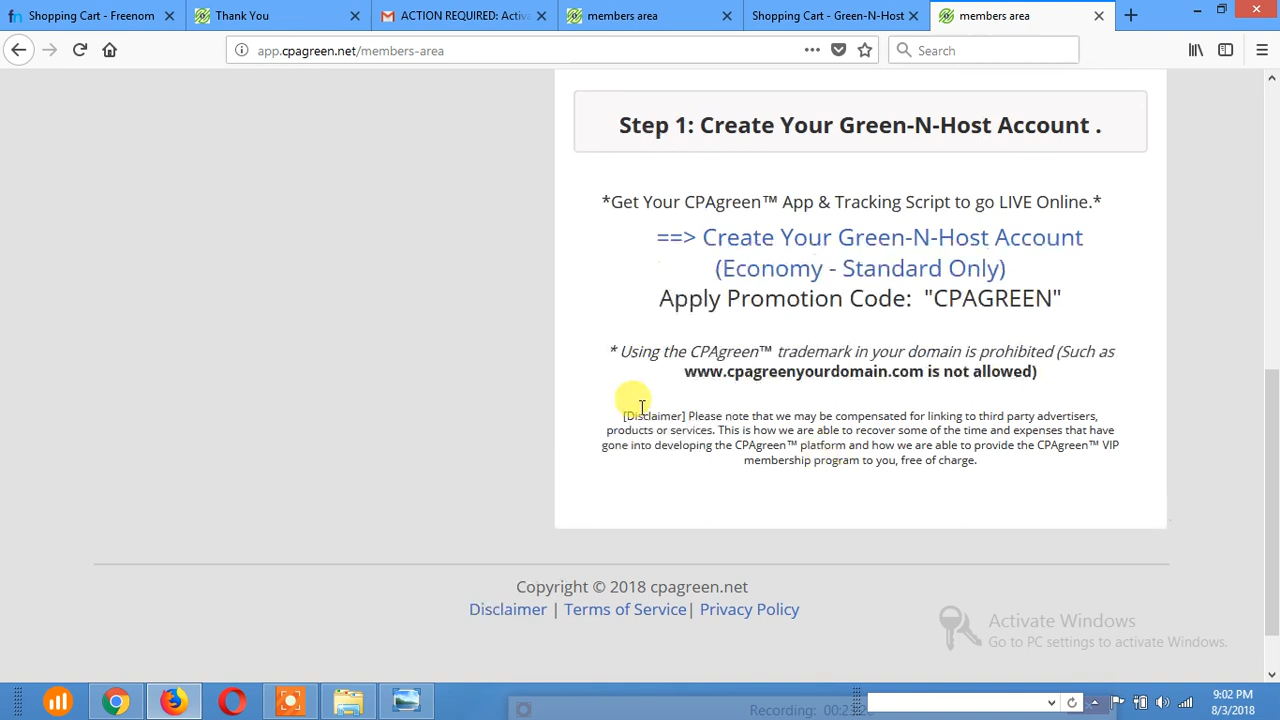 Shopping Cart - Freenom
Thank You
ACTION REQUIRED: Activa
members area
Shopping Cart - Green-N-Host
members area
app.cpagreen.net/members-area
Search
Step 1: Create Your Green-N-Host Account .
*Get Your CPAgreen™ App & Tracking Script to go LIVE Online.*
==> Create Your Green-N-Host Account
(Economy - Standard Only)
Apply Promotion Code: "CPAGREEN"
* Using the CPAgreen™ trademark in your domain is prohibited (Such as
www.cpagreenyourdomain.com is not allowed)
[Disclaimer] Please note that we may be compensated for linking to third party advertisers,
products or services. This is how we are able to recover some of the time and expenses that have
gone into developing the CPAgreen™ platform and how we are able to provide the CPAgreen™ VIP
membership program to you, free of charge.
Copyright © 2018 cpagreen.net
Disclaimer | Terms of Service| Privacy Policy
Activate Windows
Go to PC settings to activate Windows.
9:02 PM
8/3/2018
Recording: